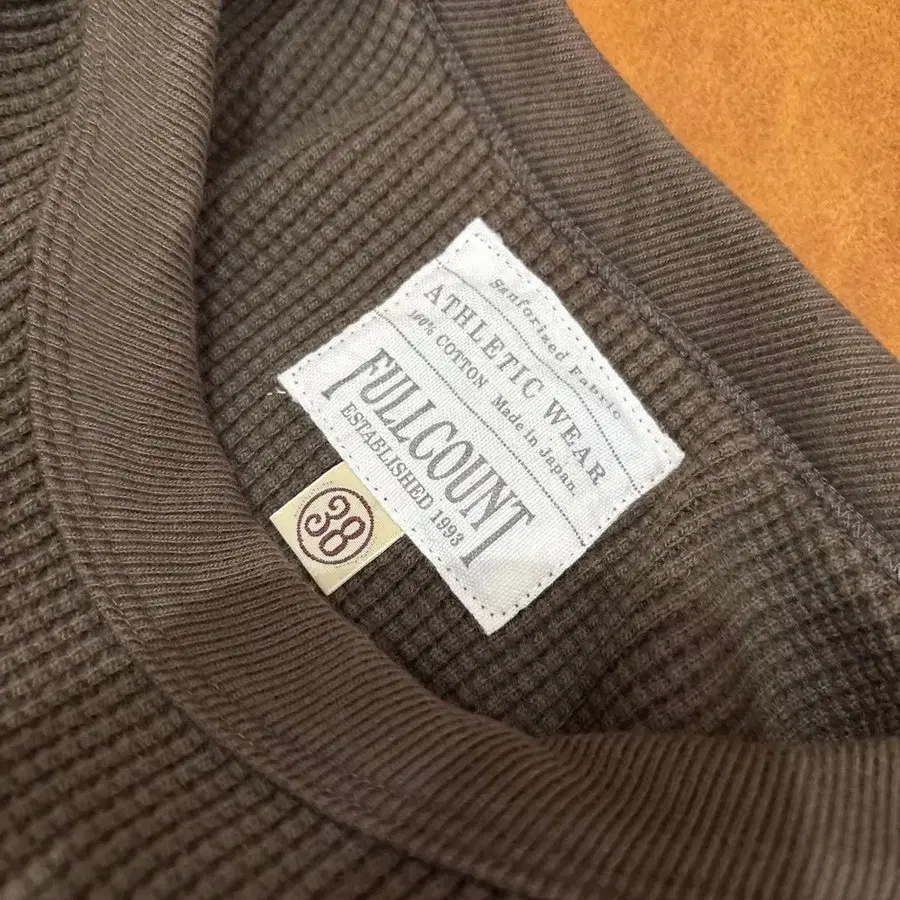 Sanforized Fabric
ATHLETIC WEAR
100% COTTON Made in Japan
FULLCOUNT
ESTABLISHED 1993
38